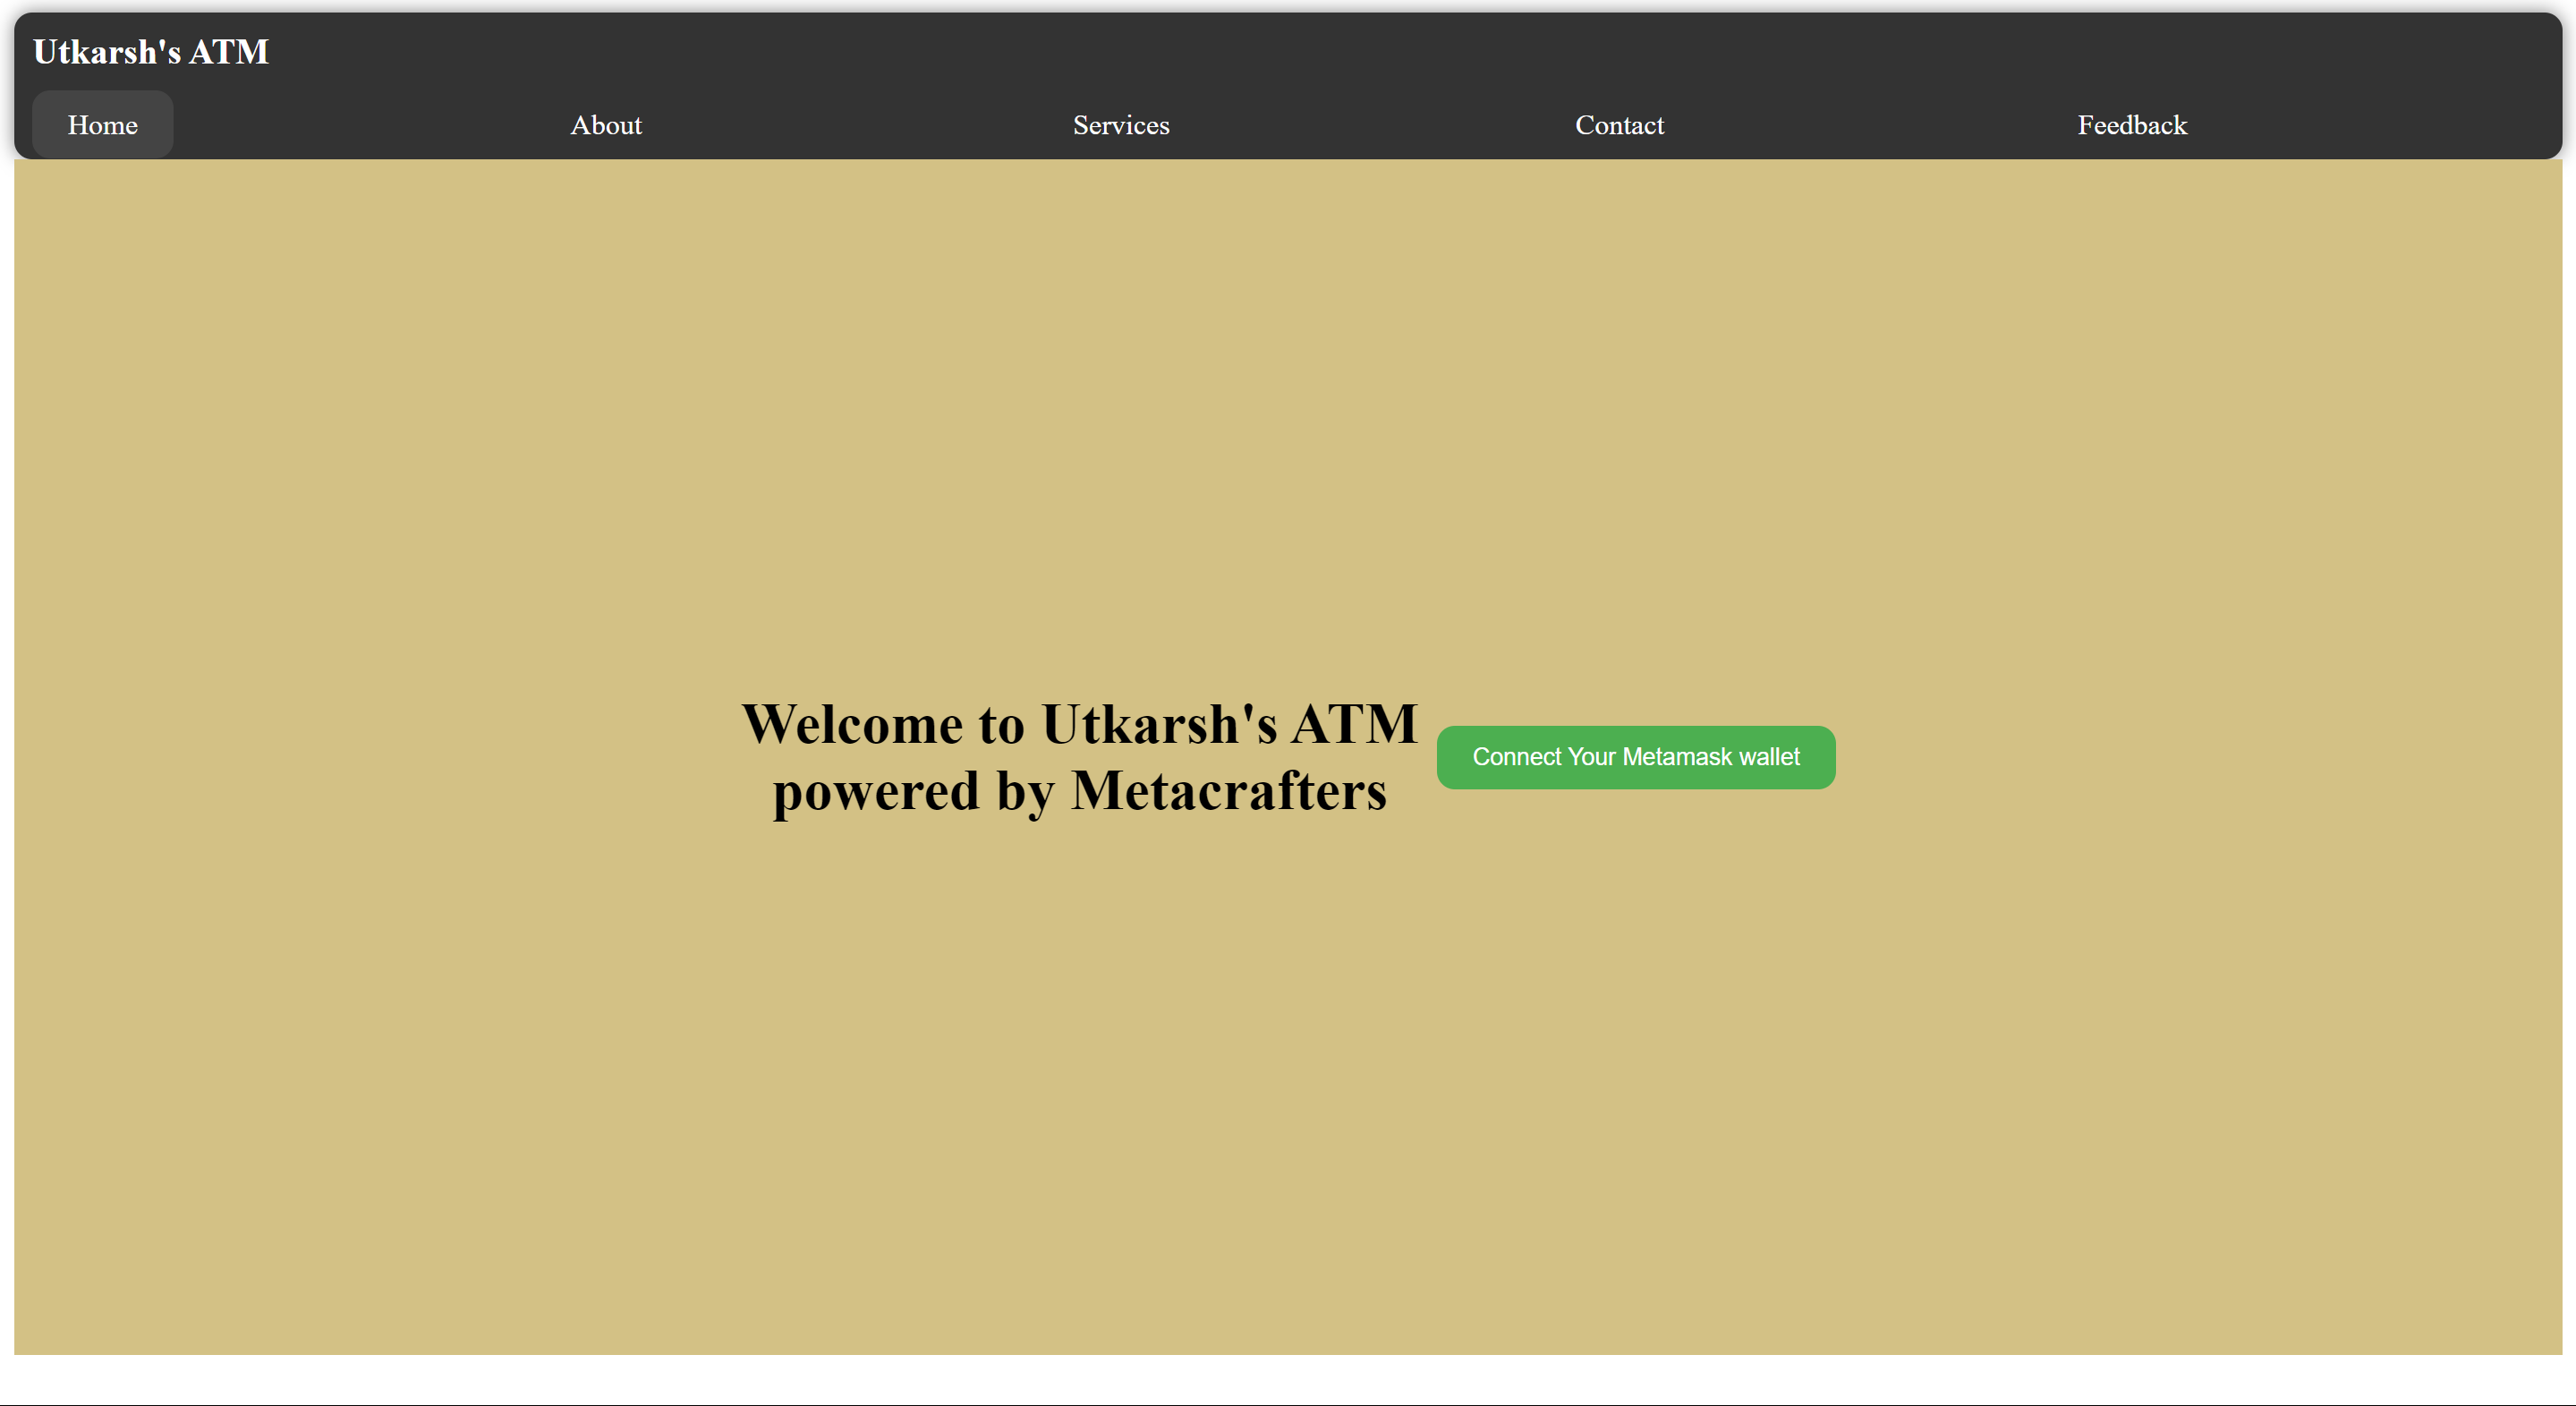 Utkarsh's ATM
Home About Services Contact Feedback
Welcome to Utkarsh's ATM
powered by Metacrafters
Connect Your Metamask wallet